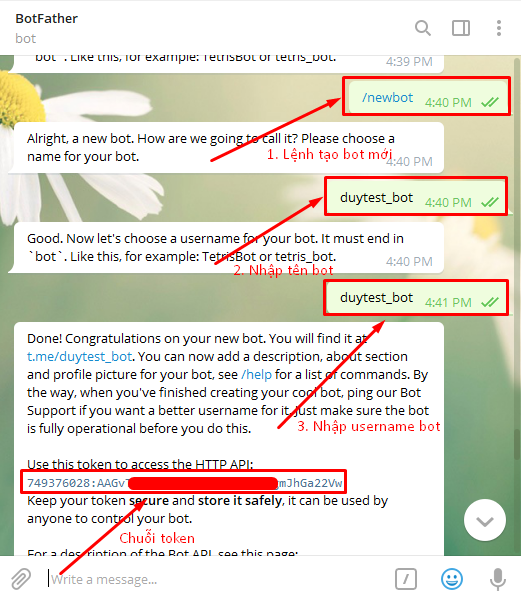 BotFather
bot
`bot`. Like this, for example: TetrisBot or tetris_bot.
4:39 PM
/newbot 4:40 PM
Alright, a new bot. How are we going to call it? Please choose a
name for your bot.
4:40 PM
1. Lệnh tạo bot mới
duytest_bot 4:40 PM
Good. Now let's choose a username for your bot. It must end in
`bot`. Like this, for example: TetrisBot or tetris_bot.
4:40 PM
2. Nhập tên bot
duytest_bot 4:41 PM
Done! Congratulations on your new bot. You will find it at
t.me/duytest_bot. You can now add a description, about section
and profile picture for your bot, see /help for a list of commands. By
the way, when you've finished creating your cool bot, ping our Bot
Support if you want a better username for it. Just make sure the bot
is fully operational before you do this.
3. Nhập username bot
Use this token to access the HTTP API:
749376028:AAGv mJhGa22Vw
Keep your token secure and store it safely, it can be used by
anyone to control your bot.
Chuỗi token
For a description of the Bot API, see this page:
Write a message...